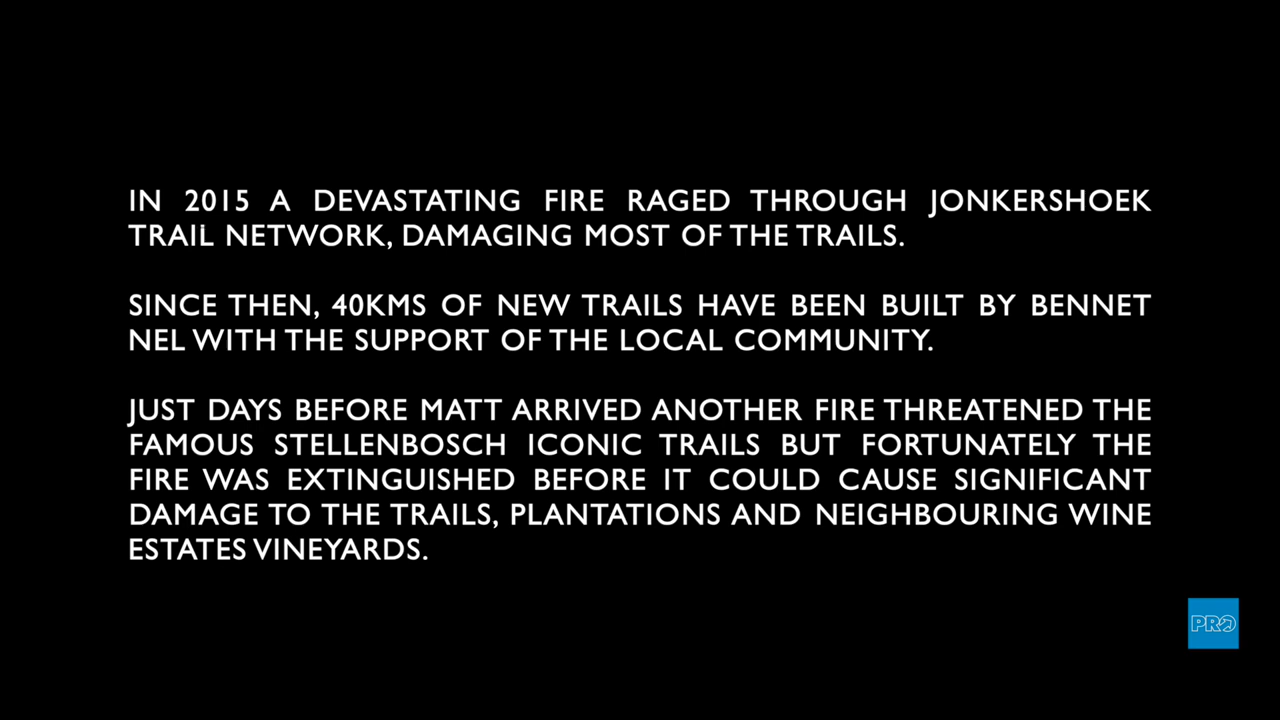 IN 2015 A DEVASTATING FIRE RAGED THROUGH JONKERSHOEK
TRAIL NETWORK, DAMAGING MOST OF THE TRAILS.
SINCE THEN, 40KMS OF NEW TRAILS HAVE BEEN BUILT BY BENNET
NEL WITH THE SUPPORT OF THE LOCAL COMMUNITY.
JUST DAYS BEFORE MATT ARRIVED ANOTHER FIRE THREATENED THE
FAMOUS STELLENBOSCH ICONIC TRAILS BUT FORTUNATELY THE
FIRE WAS EXTINGUISHED BEFORE IT COULD CAUSE SIGNIFICANT
DAMAGE TO THE TRAILS, PLANTATIONS AND NEIGHBOURING WINE
ESTATES VINEYARDS.
PRO